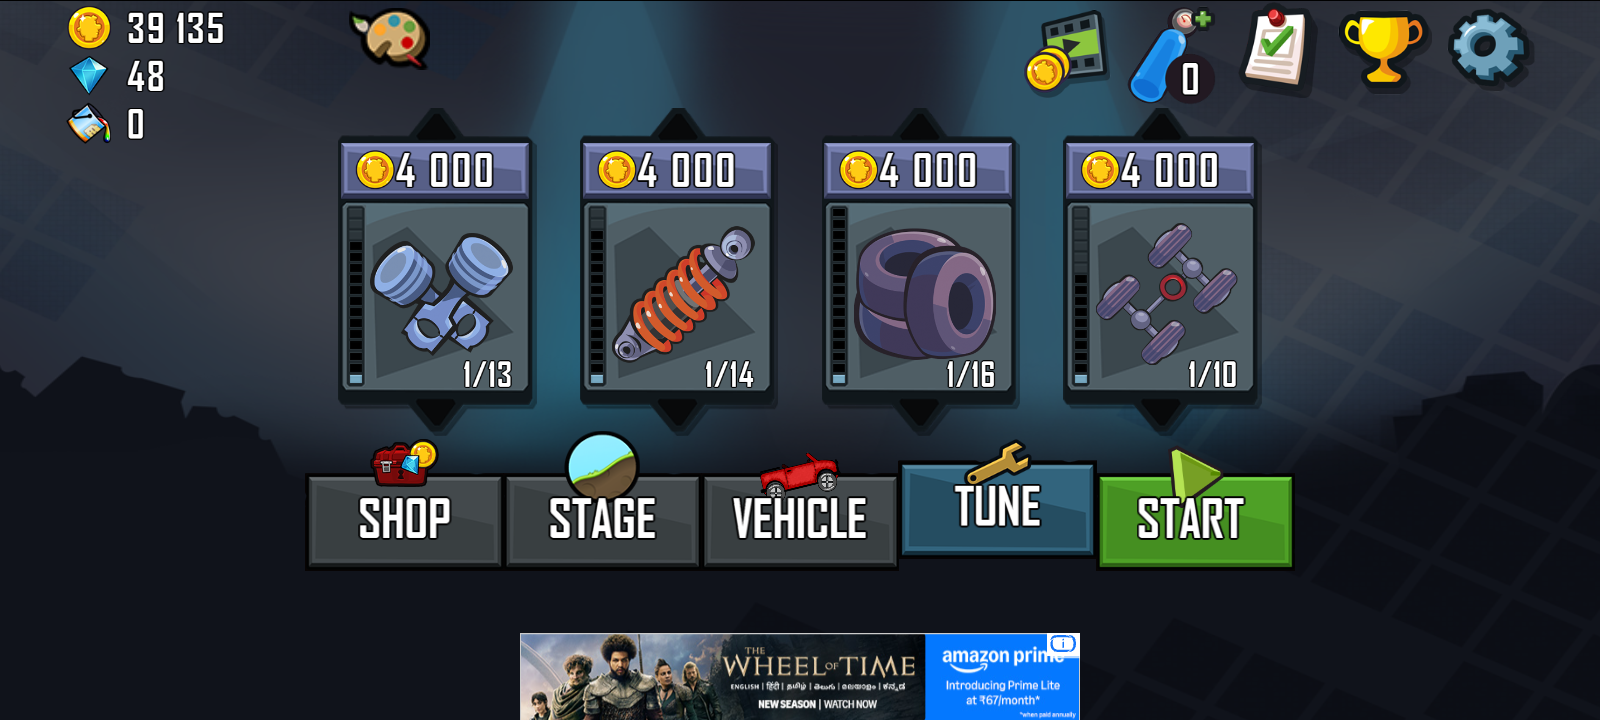 39 135
48
0
0
4 000
4 000
4 000
4 000
1/13
1/14
1/16
1/10
SHOP
STAGE
VEHICLE
TUNE
START
THE
WHEEL OF TIME
ENGLISH | हिंदी | தமிழ் | తెలుగు | മലയാളം | ಕನ್ನಡ
NEW SEASON | WATCH NOW
amazon prime
Introducing Prime Lite
at ₹67/month*
*when paid annually